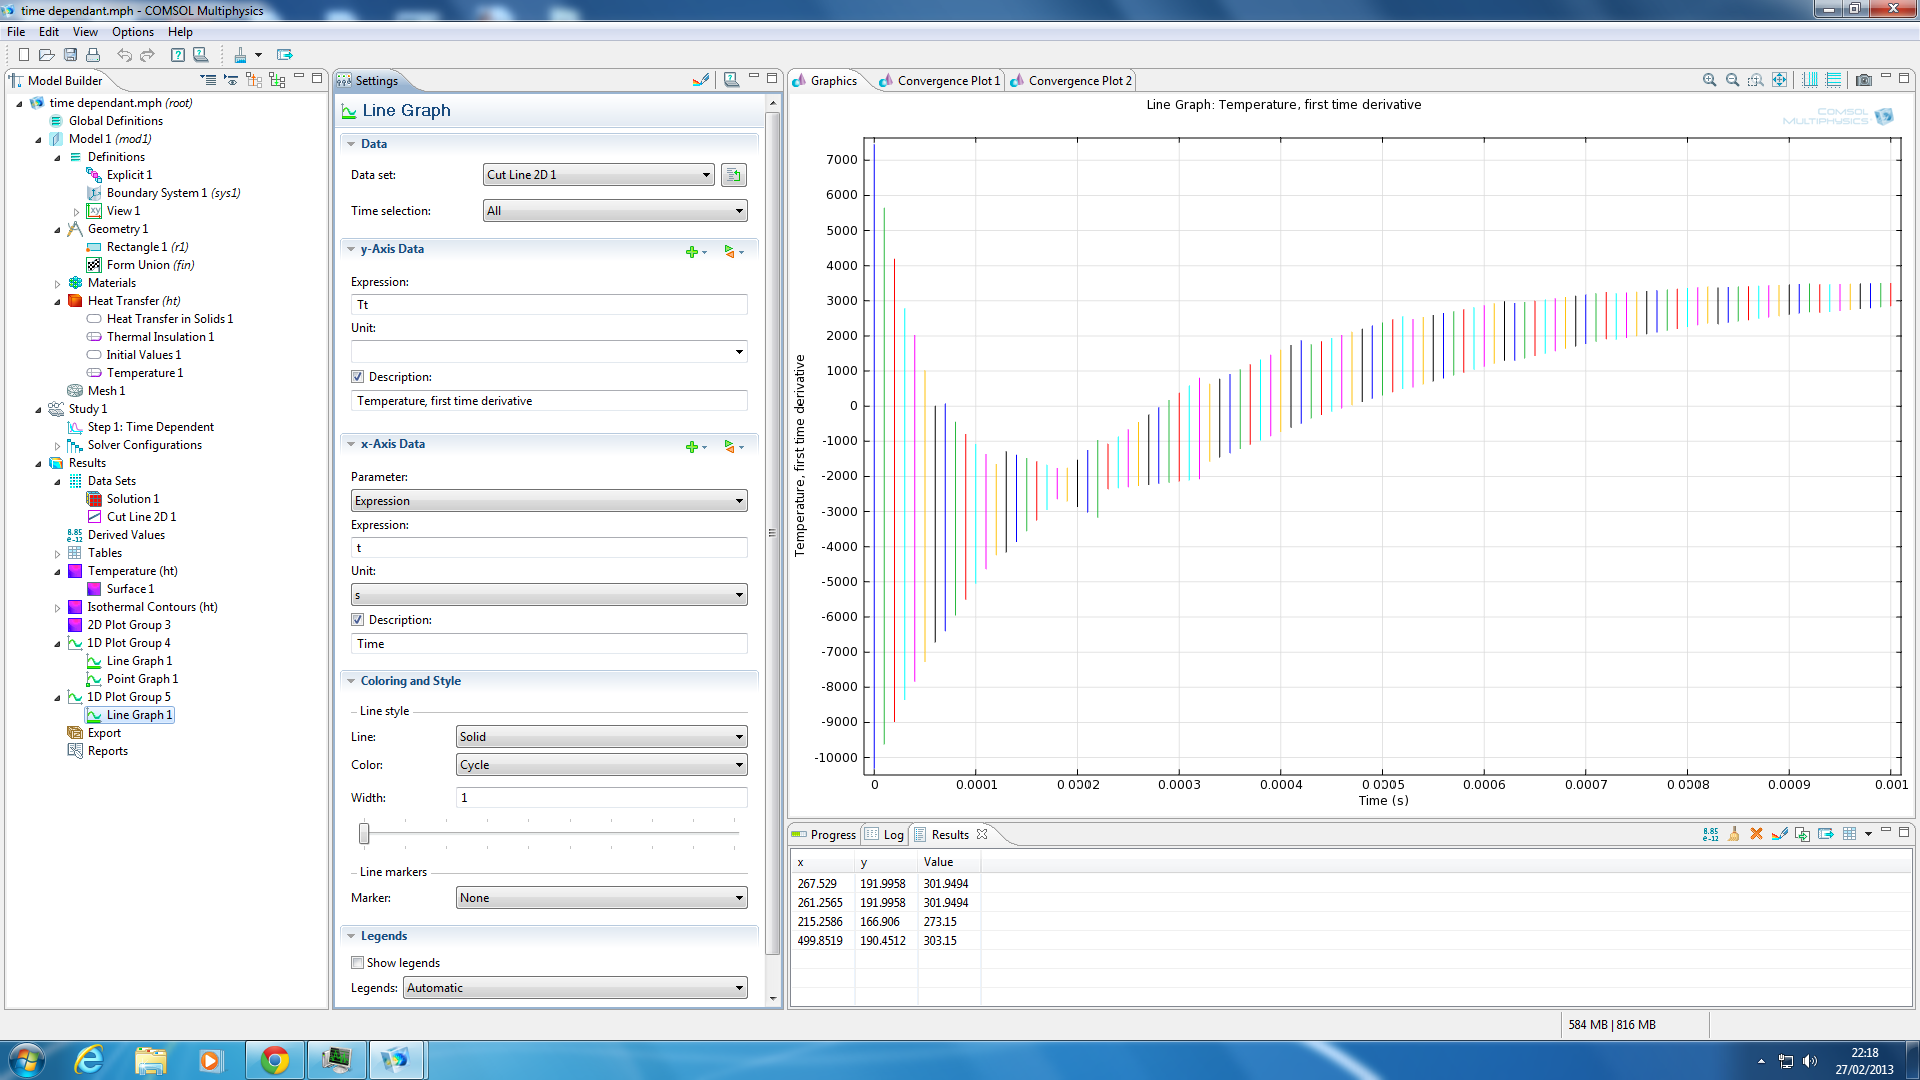 time dependant.mph - COMSOL Multiphysics
File Edit View Options Help
Model Builder
time dependant.mph (root)
Global Definitions
Model 1 (mod1)
Definitions
Explicit 1
Boundary System 1 (sys1)
View 1
Geometry 1
Rectangle 1 (r1)
Form Union (fin)
Materials
Heat Transfer (ht)
Heat Transfer in Solids 1
Thermal Insulation 1
Initial Values 1
Temperature 1
Mesh 1
Study 1
Step 1: Time Dependent
Solver Configurations
Results
Data Sets
Solution 1
Cut Line 2D 1
8.85
e-12
Derived Values
Tables
Temperature (ht)
Surface 1
Isothermal Contours (ht)
2D Plot Group 3
1D Plot Group 4
Line Graph 1
Point Graph 1
1D Plot Group 5
Line Graph 1
Export
Reports
Settings
Line Graph
Data
Data set: Cut Line 2D 1
Time selection: All
y-Axis Data
Expression:
Tt
Unit:
Description:
Temperature, first time derivative
x-Axis Data
Parameter:
Expression
Expression:
t
Unit:
s
Description:
Time
Coloring and Style
Line style
Line: Solid
Color: Cycle
Width: 1
Line markers
Marker: None
Legends
Show legends
Legends: Automatic
Graphics Convergence Plot 1 Convergence Plot 2
Line Graph: Temperature, first time derivative
COMSOL
MULTIPHYSICS
Temperature, first time derivative
7000
6000
5000
4000
3000
2000
1000
0
-1000
-2000
-3000
-4000
-5000
-6000
-7000
-8000
-9000
-10000
0 0.0001 0.0002 0.0003 0.0004 0.0005 0.0006 0.0007 0.0008 0.0009 0.001
Time (s)
Progress Log Results
8.85
e-12
x y Value
267.529 191.9958 301.9494
261.2565 191.9958 301.9494
215.2586 166.906 273.15
499.8519 190.4512 303.15
584 MB | 816 MB
22:18
27/02/2013